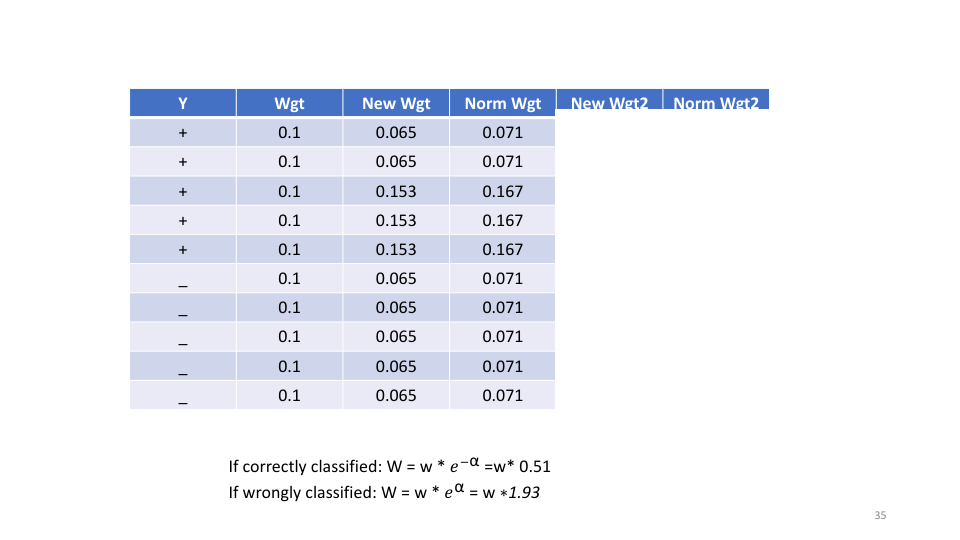 Y Wgt New Wgt Norm Wgt New Wgt2 Norm Wgt2
+ 0.1 0.065 0.071
+ 0.1 0.065 0.071
+ 0.1 0.153 0.167
+ 0.1 0.153 0.167
+ 0.1 0.153 0.167
_ 0.1 0.065 0.071
_ 0.1 0.065 0.071
_ 0.1 0.065 0.071
_ 0.1 0.065 0.071
_ 0.1 0.065 0.071
If correctly classified: W = w * e^−α =w* 0.51
If wrongly classified: W = w * e^α = w *1.93
35